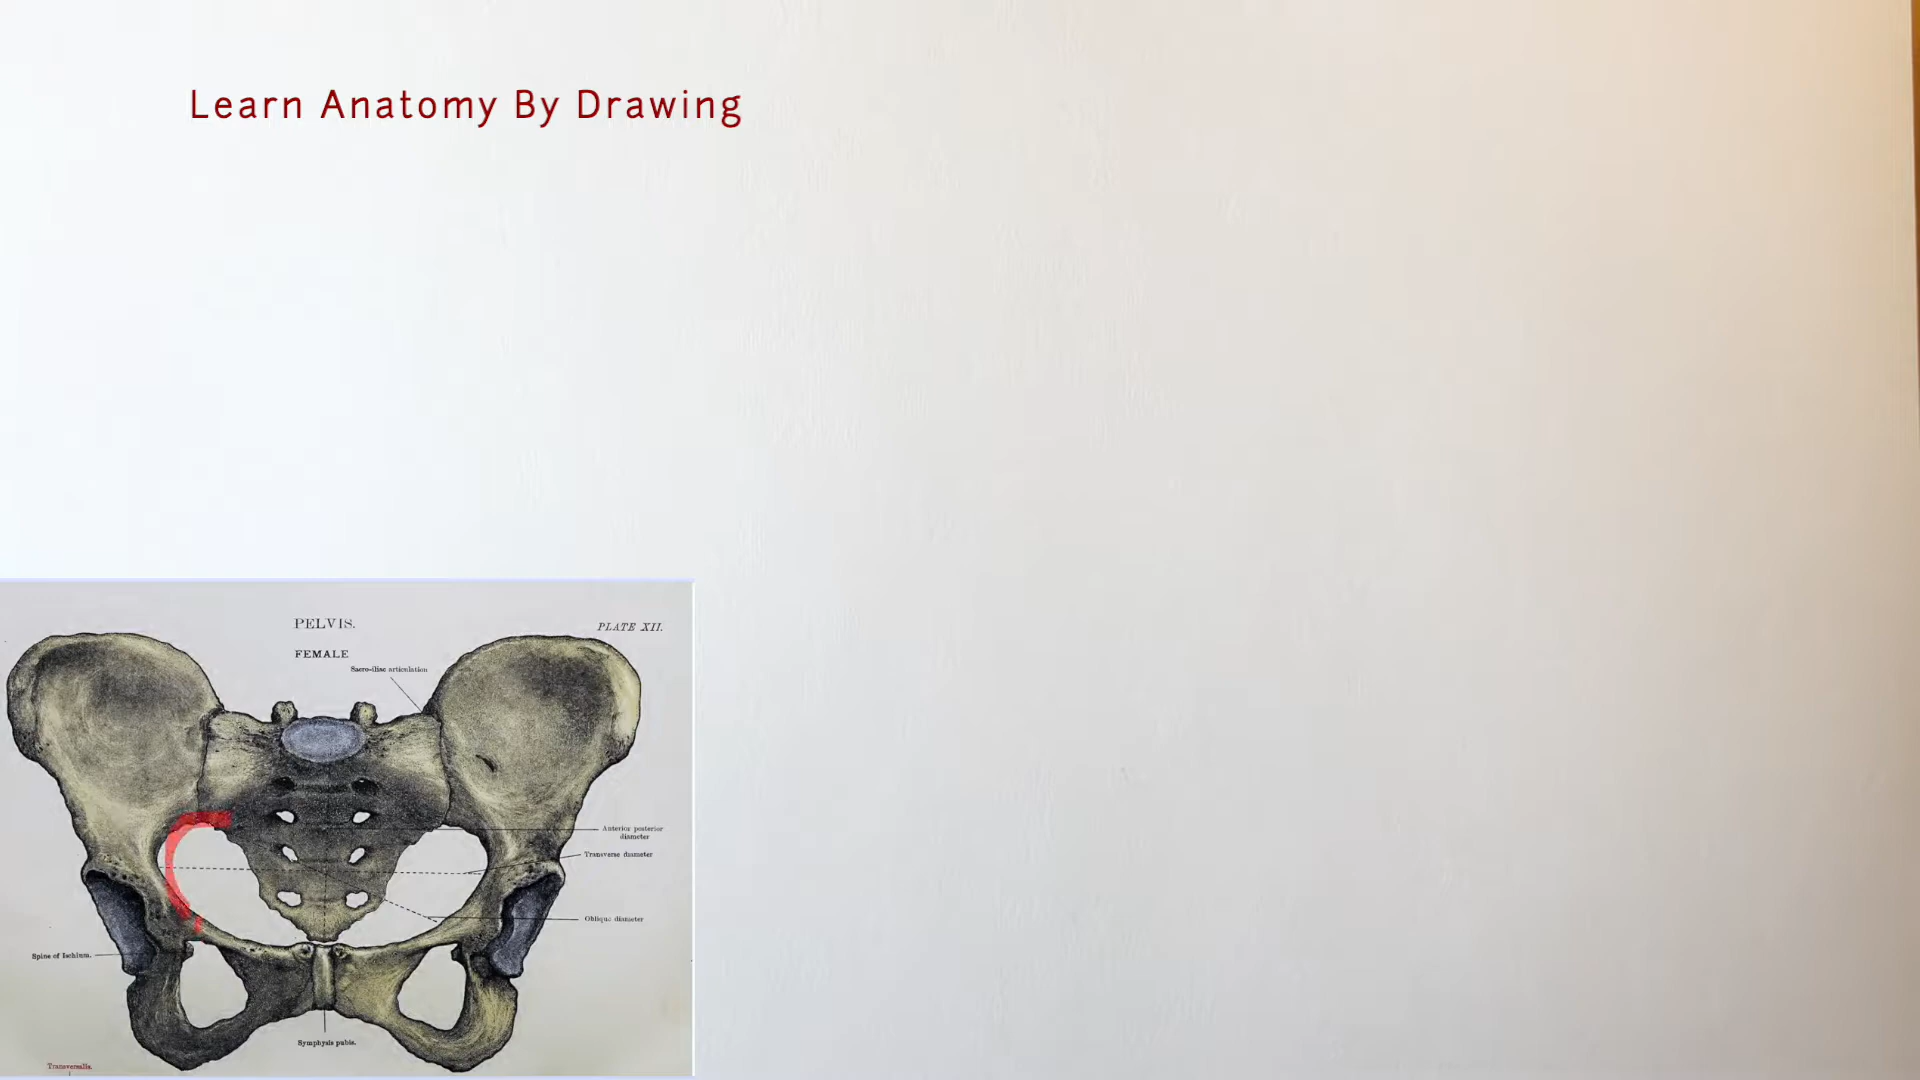 Learn Anatomy By Drawing
PELVIS.
PLATE XII.
FEMALE
Sacro-iliac articulation
Anterior posterior
diameter
Transverse diameter
Oblique diameter
Spine of Ischium.
Symphysis pubis.
Transversalis.